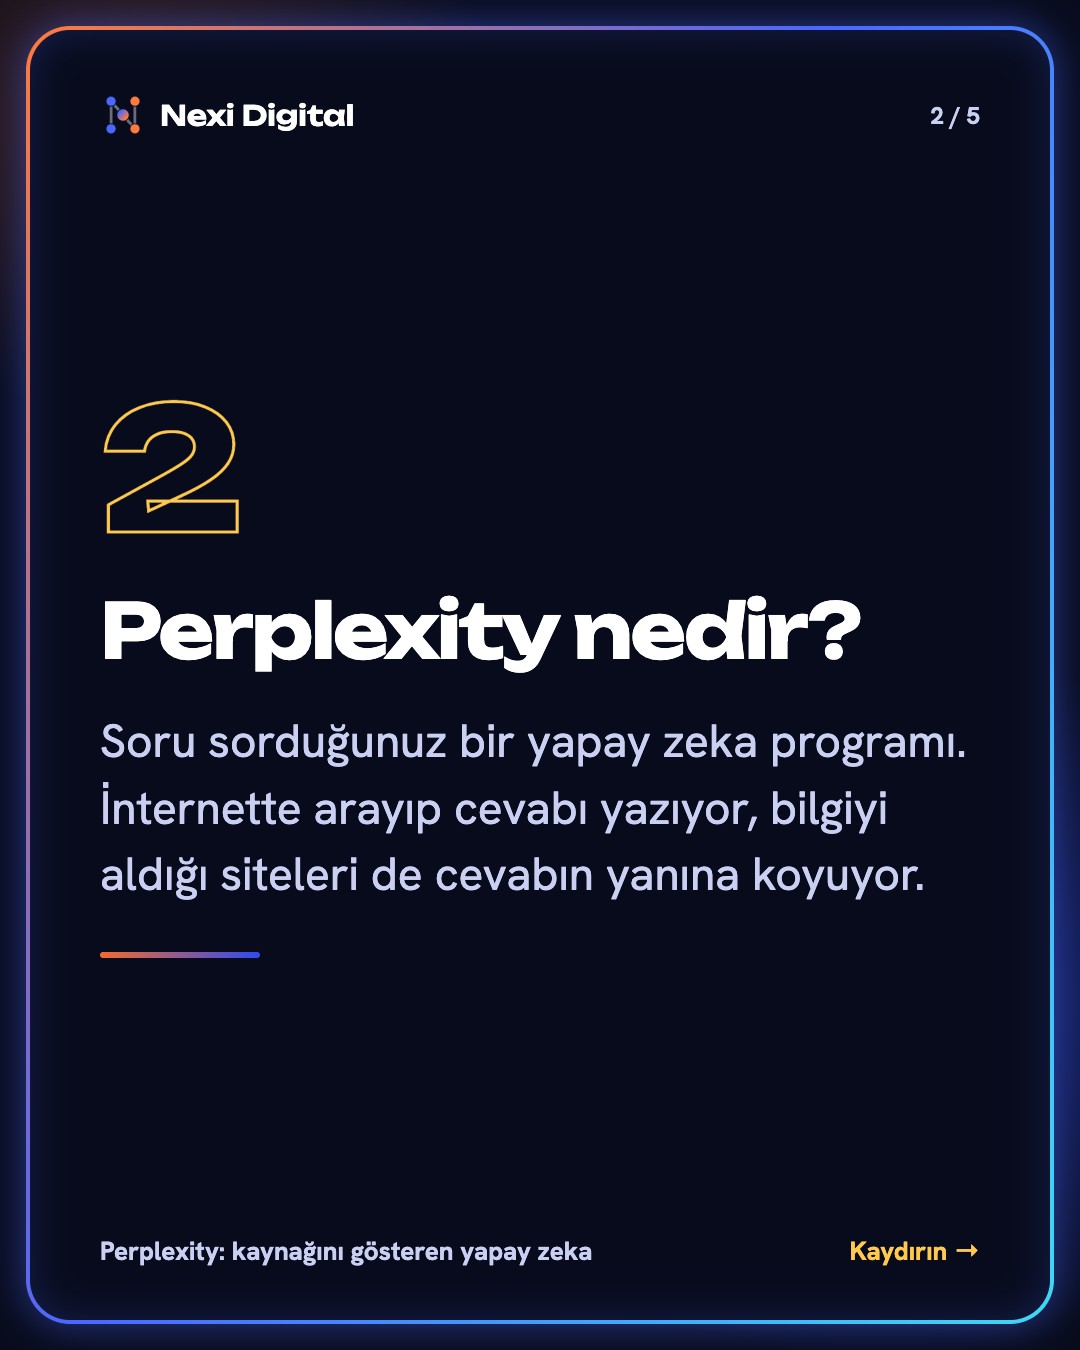 Nexi Digital
2 / 5
2
Perplexity nedir?
Soru sorduğunuz bir yapay zeka programı.
İnternette arayıp cevabı yazıyor, bilgiyi
aldığı siteleri de cevabın yanına koyuyor.
Perplexity: kaynağını gösteren yapay zeka
Kaydırın →